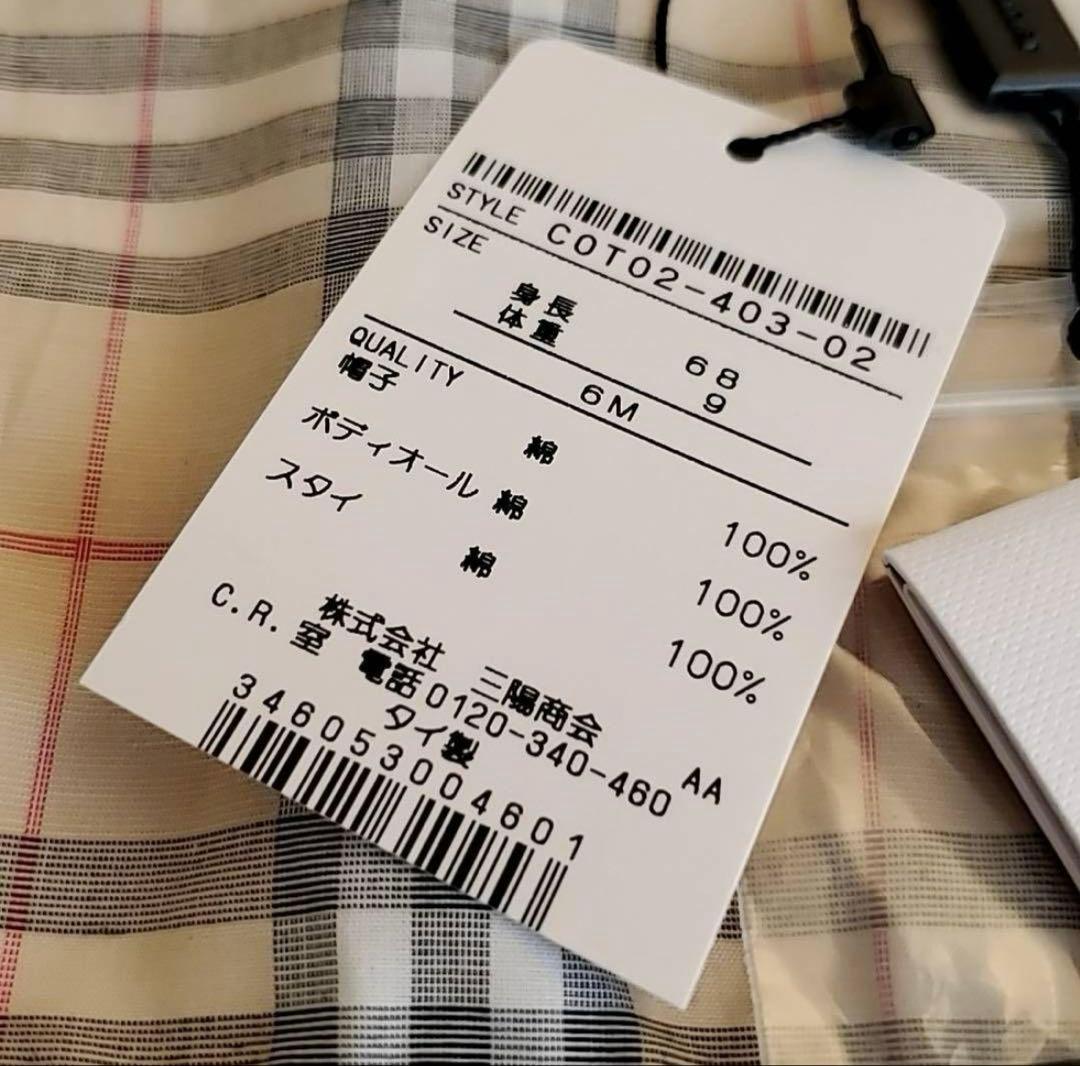 STYLE COT02-403-02
SIZE
身長 68
体重 9
6M
QUALITY
帽子 綿 100%
ボディオール 綿 100%
スタイ 綿 100%
株式会社 三陽商会 AA
C.R.室 電話0120-340-460
タイ製
346053004601